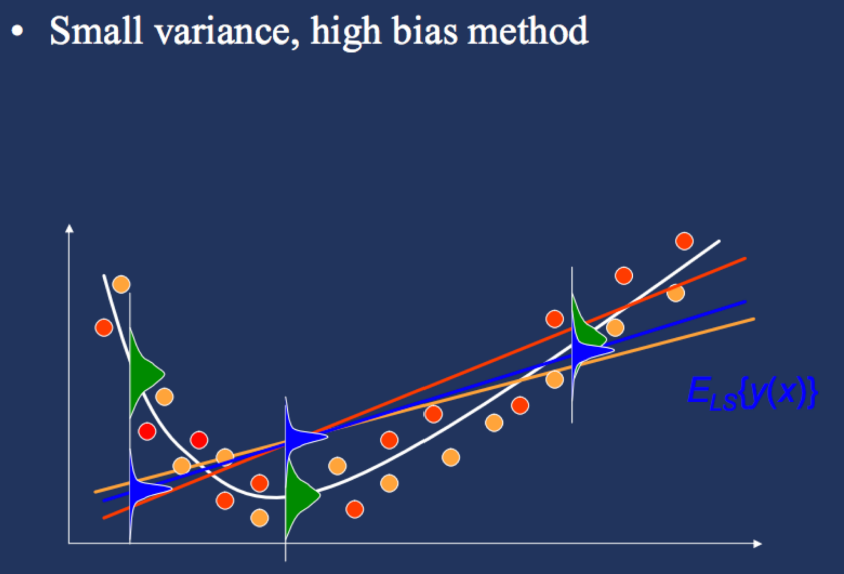 • Small variance, high bias method
E_LS{y(x)}